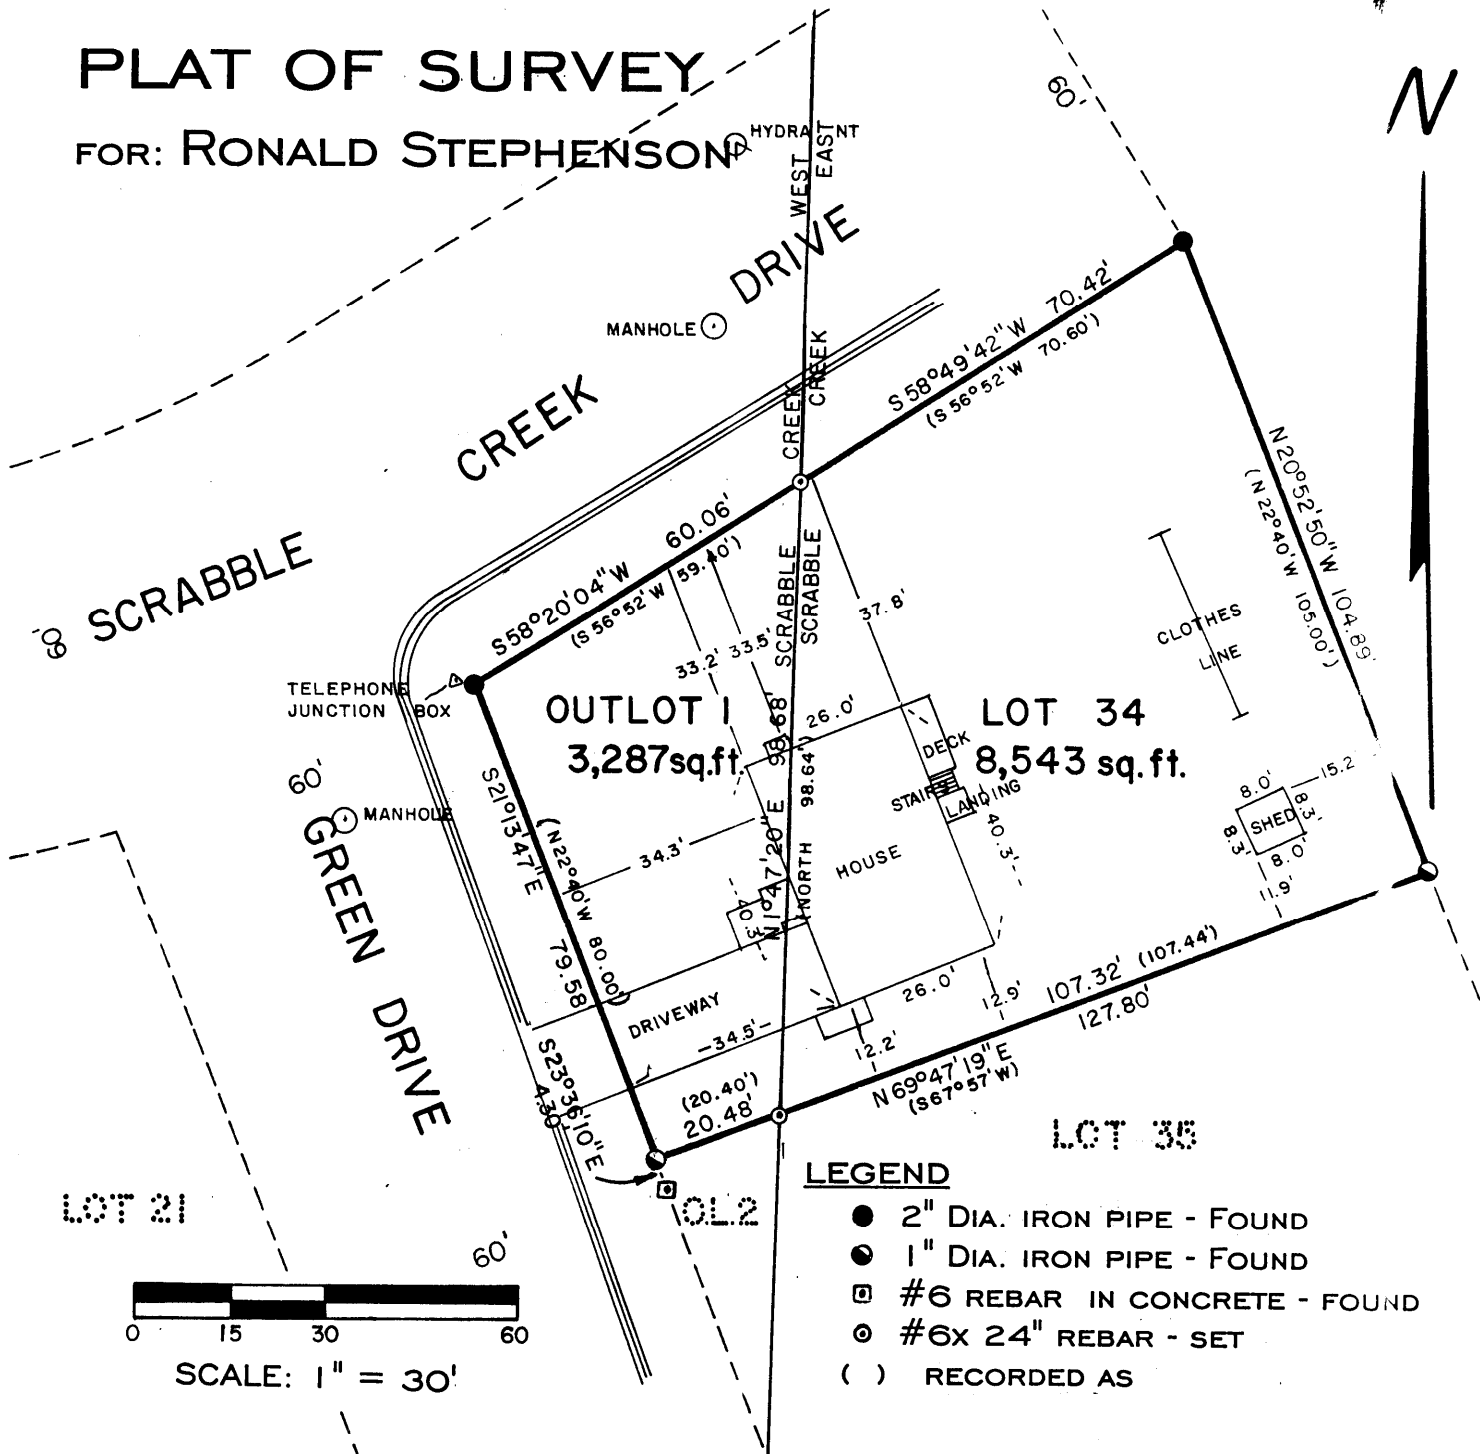 PLAT OF SURVEY
FOR: RONALD STEPHENSON
HYDRANT
WEST
EAST
60'
N
DRIVE
MANHOLE
CREEK
SCRABBLE
60'
CREEK
CREEK
S 58°49'42"W 70.42'
(S 56°52'W 70.60')
S58°20'04"W 60.06'
(S 56°52'W 59.40')
SCRABBLE
SCRABBLE
N20°52'50"W 104.89'
(N 22°40'W 105.00')
37.8'
33.2'
33.5'
CLOTHES
LINE
TELEPHONE
JUNCTION BOX
OUTLOT 1
3,287sq.ft.
26.0'
LOT 34
8,543 sq.ft.
DECK
STAIRS
LANDING
15.2
60'
MANHOLE
GREEN DRIVE
S21°13'47"E 79.58
(N22°40'W 80.00')
N1°47'20"E 98.68'
(NORTH 98.64')
8.0'
8.3'
SHED
8.3'
8.0'
11.9'
40.3'
HOUSE
34.3'
40.3'
DRIVEWAY
34.5'
26.0'
12.9'
12.2'
107.32' (107.44')
127.80'
N69°47'19"E
(S67°57'W)
(20.40')
20.48'
S23°36'10"E
4.30'
LOT 35
LOT 21
O.L.2
60'
LEGEND
2" DIA. IRON PIPE - FOUND
1" DIA. IRON PIPE - FOUND
#6 REBAR IN CONCRETE - FOUND
#6x 24" REBAR - SET
( ) RECORDED AS
0 15 30 60
SCALE: 1" = 30'